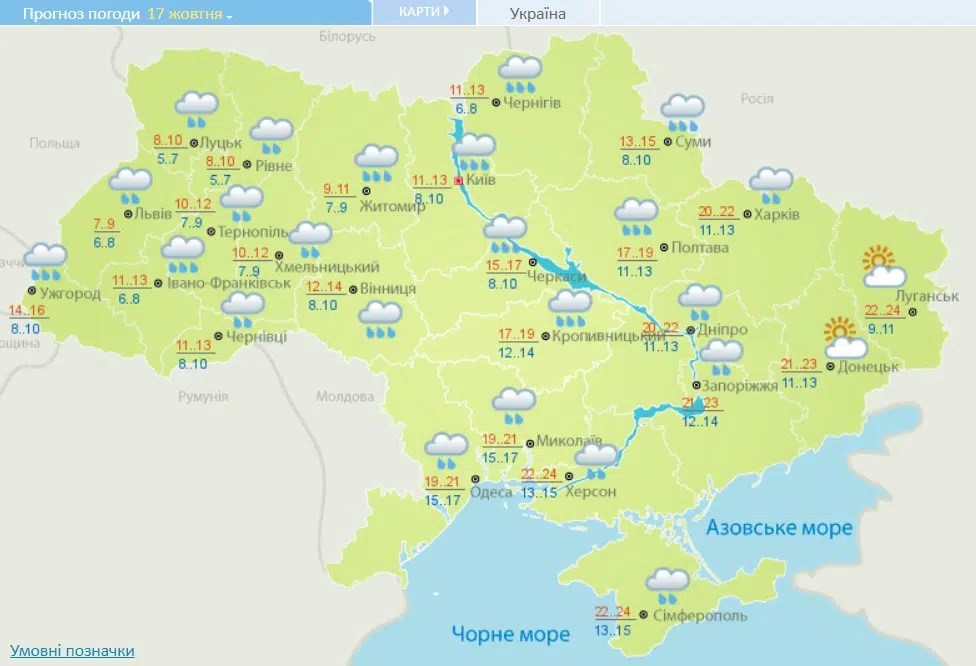 Прогноз погоди 17 жовтня КАРТИ Україна
Білорусь
Росія
Польща
11..13
6..8
Чернігів
8..10
5..7
Луцьк
8..10
5..7
Рівне
13..15
8..10
Суми
9..11
7..9
Житомир
11..13
8..10
Київ
7..9
6..8
Львів
10..12
7..9
Тернопіль
20..22
11..13
Харків
17..19
11..13
Полтава
10..12
7..9
Хмельницький
15..17
8..10
Черкаси
11..13
6..8
Івано-Франківськ
12..14
8..10
Вінниця
14..16
8..10
Ужгород
22..24
9..11
Луганськ
11..13
8..10
Чернівці
17..19
12..14
Кропивницький
20..22
11..13
Дніпро
21..23
11..13
Донецьк
21..23
12..14
Запоріжжя
Румунія
Молдова
19..21
15..17
Миколаїв
19..21
15..17
Одеса
22..24
13..15
Херсон
Азовське море
22..24
13..15
Сімферополь
Чорне море
Умовні позначки